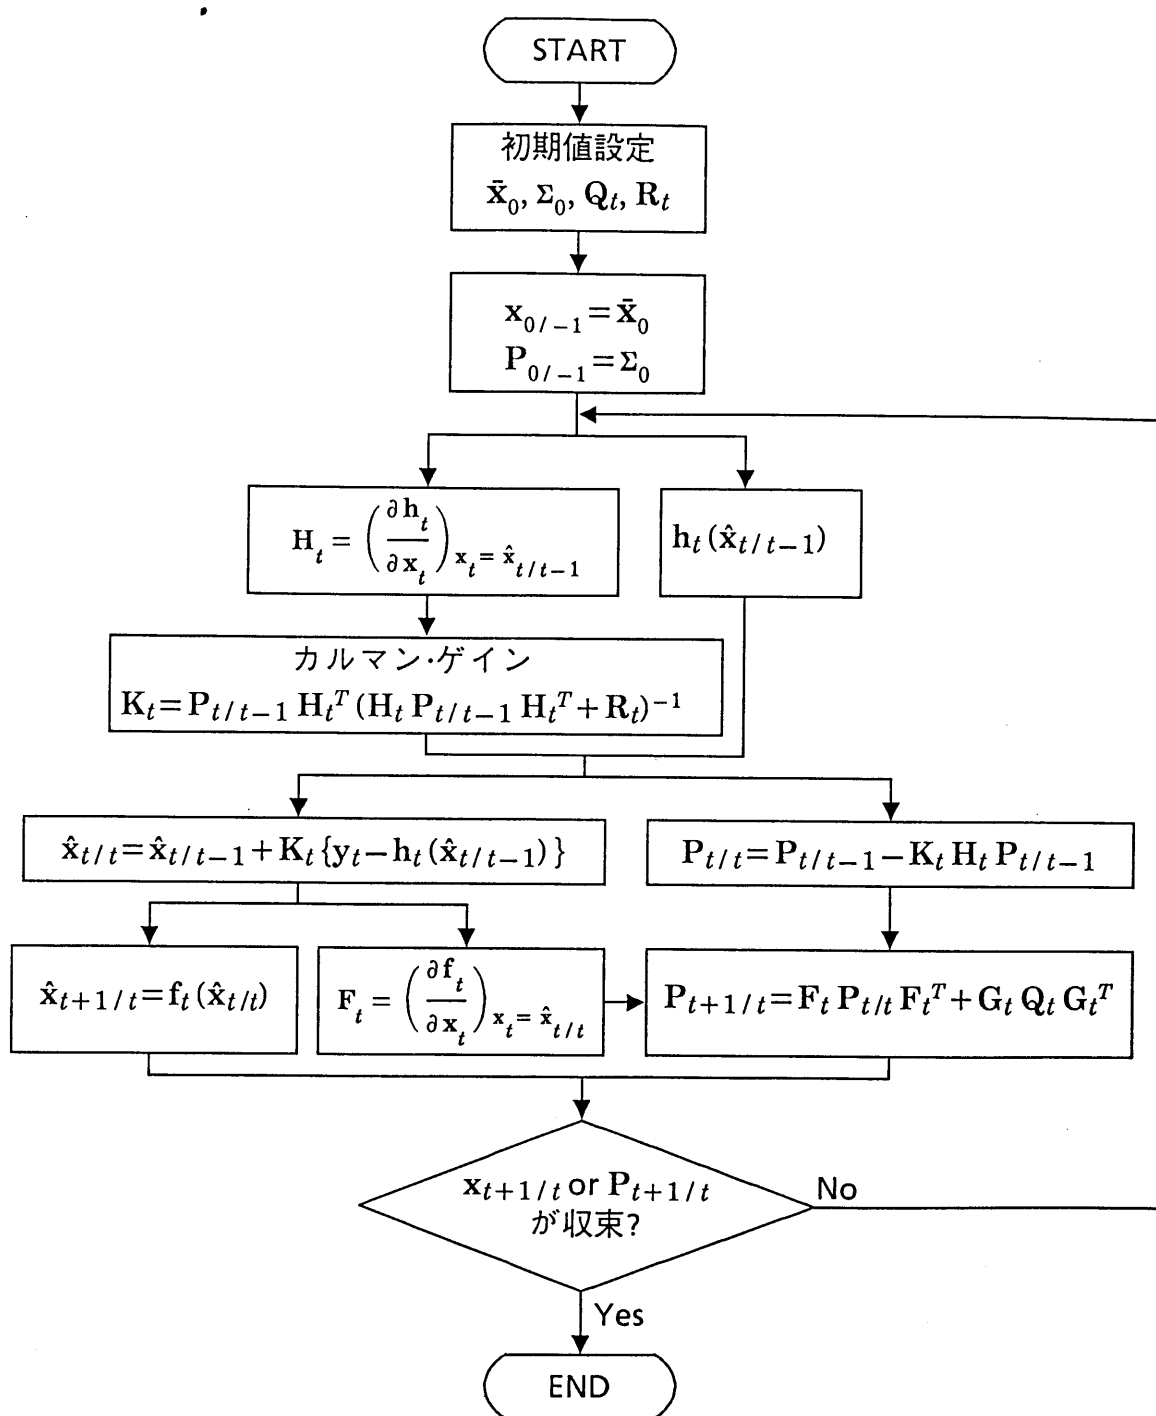 START
初期値設定
x̄₀, Σ₀, Qₜ, Rₜ
x₀/₋₁ = x̄₀
P₀/₋₁ = Σ₀
Hₜ = (∂hₜ/∂xₜ) xₜ = x̂ₜ/ₜ₋₁
hₜ(x̂ₜ/ₜ₋₁)
カルマン・ゲイン
Kₜ = Pₜ/ₜ₋₁ Hₜᵀ (Hₜ Pₜ/ₜ₋₁ Hₜᵀ + Rₜ)⁻¹
x̂ₜ/ₜ = x̂ₜ/ₜ₋₁ + Kₜ {yₜ − hₜ(x̂ₜ/ₜ₋₁)}
Pₜ/ₜ = Pₜ/ₜ₋₁ − Kₜ Hₜ Pₜ/ₜ₋₁
x̂ₜ₊₁/ₜ = fₜ(x̂ₜ/ₜ)
Fₜ = (∂fₜ/∂xₜ) xₜ = x̂ₜ/ₜ
Pₜ₊₁/ₜ = Fₜ Pₜ/ₜ Fₜᵀ + Gₜ Qₜ Gₜᵀ
xₜ₊₁/ₜ or Pₜ₊₁/ₜ
が収束?
No
Yes
END